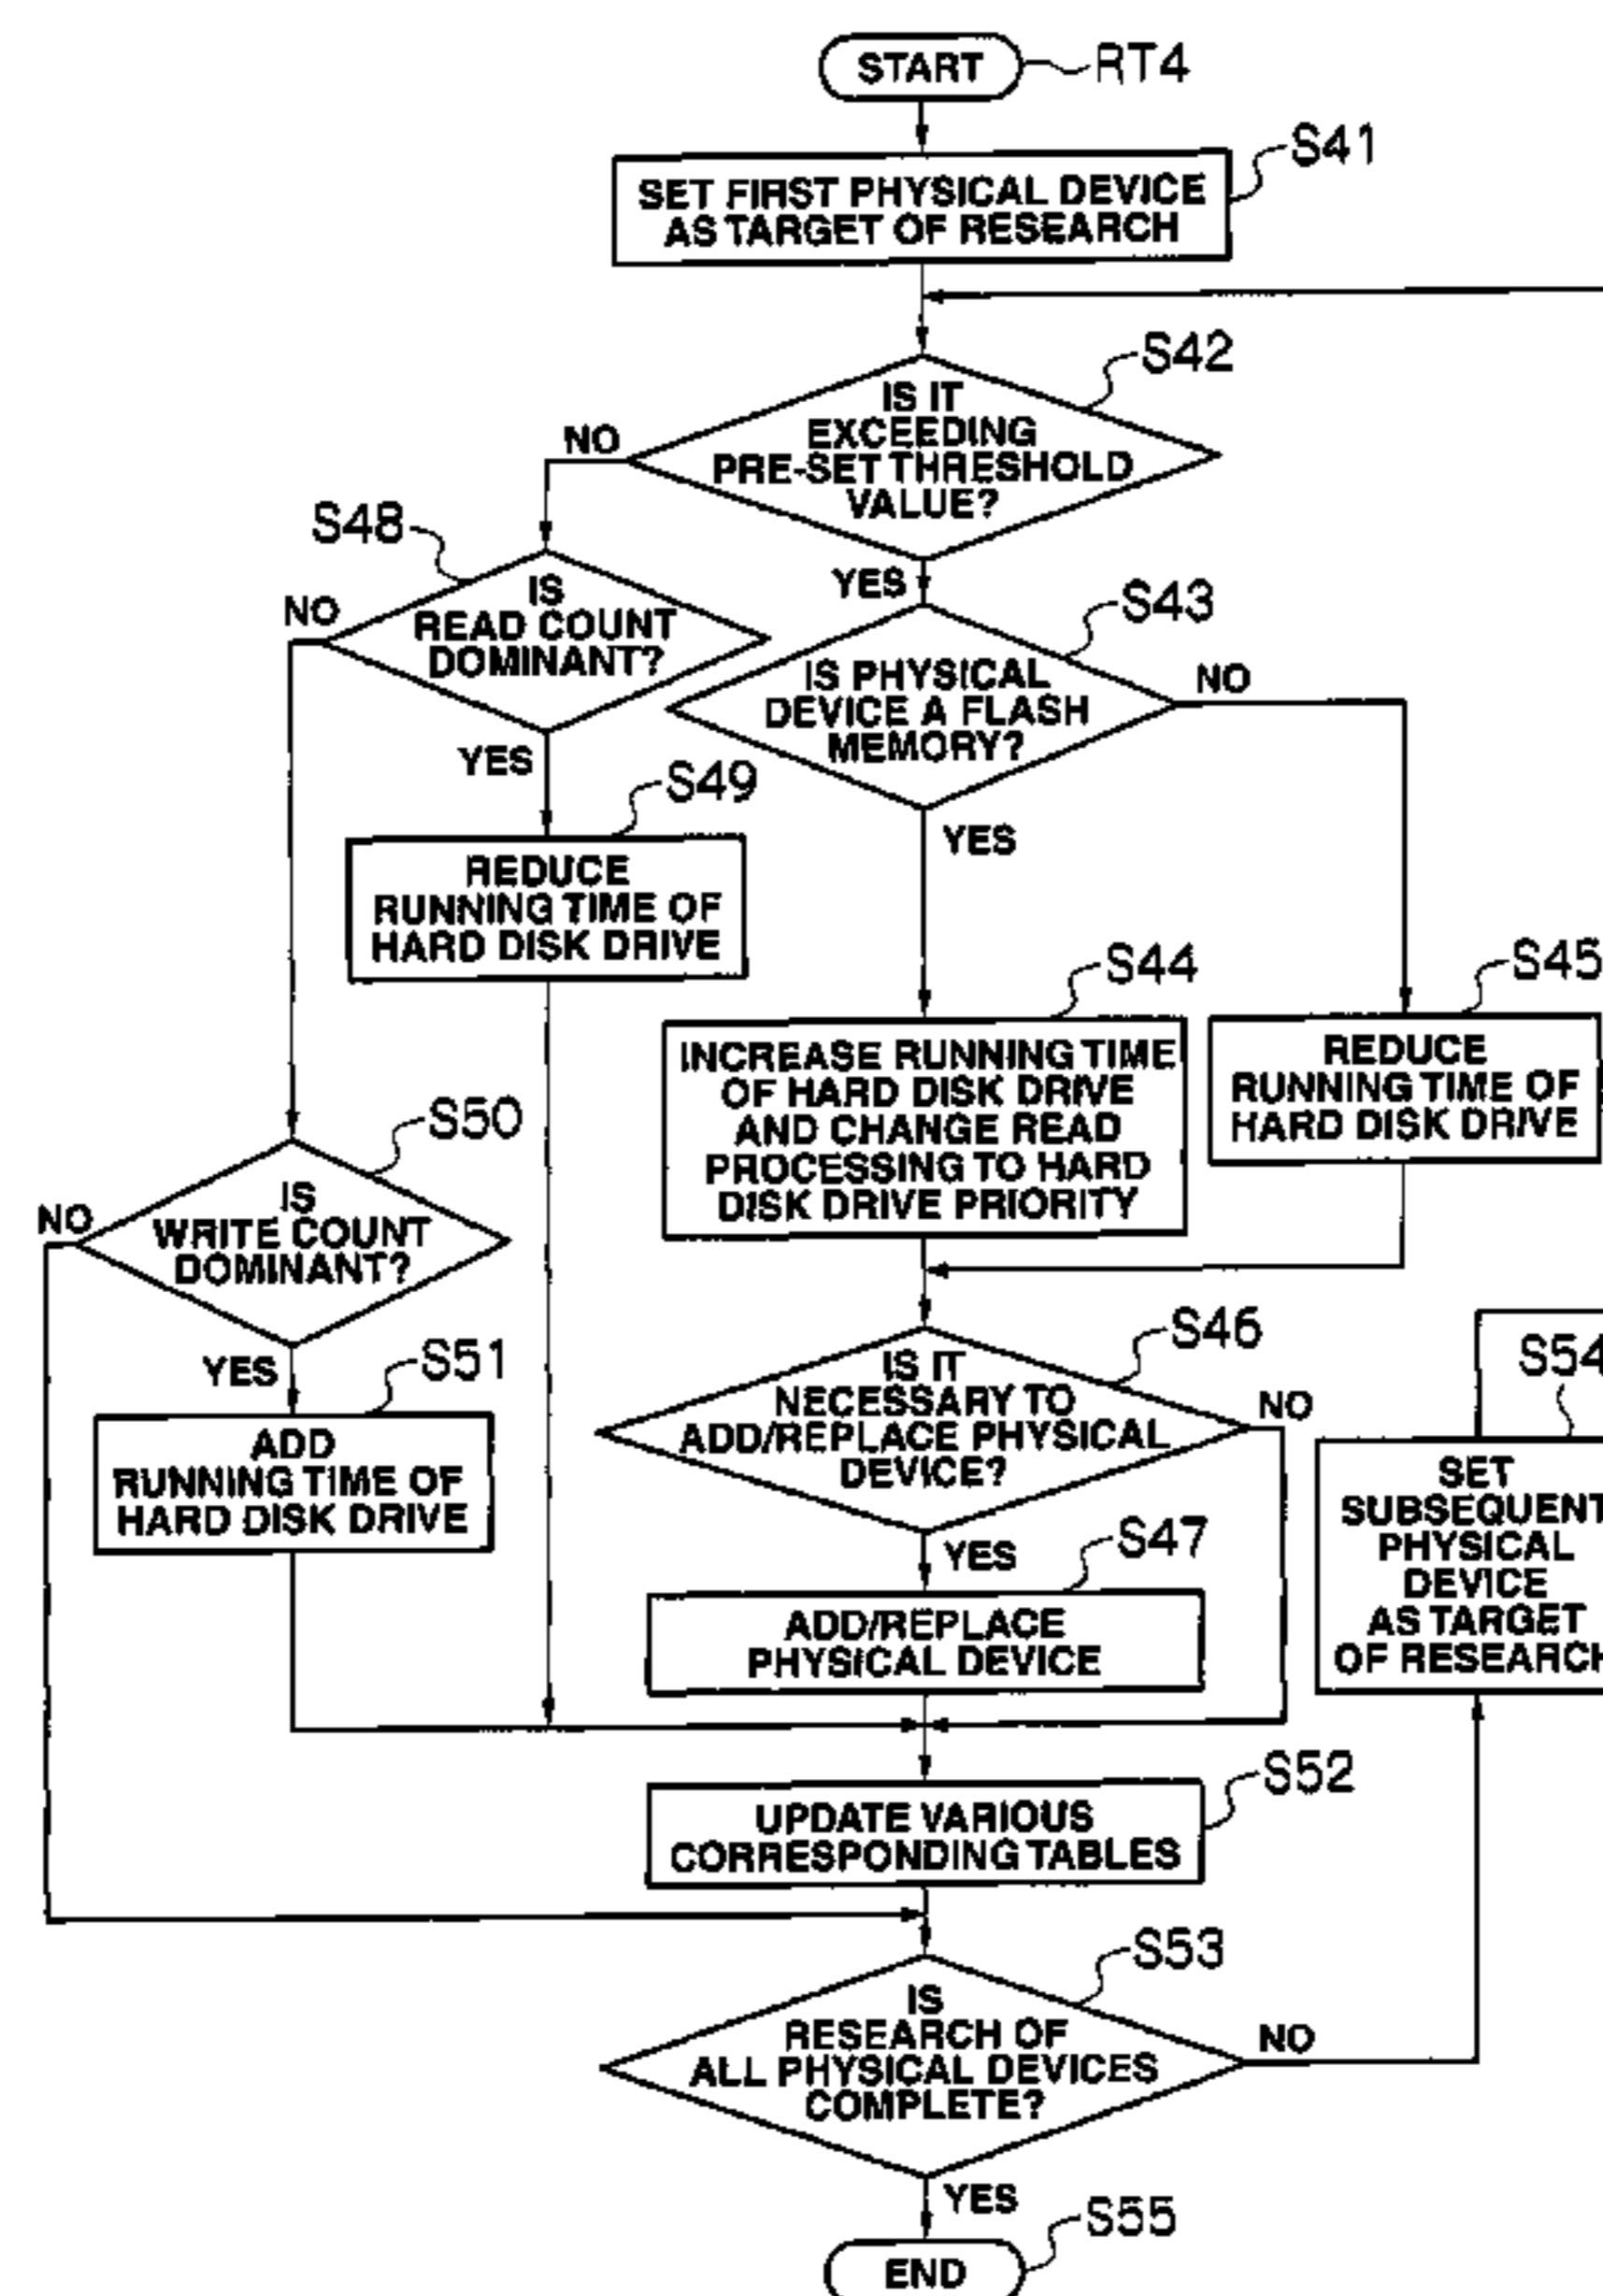 START
RT4
S41
SET FIRST PHYSICAL DEVICE
AS TARGET OF RESEARCH
S42
IS IT
EXCEEDING
PRE-SET THRESHOLD
VALUE?
NO
YES
S48
IS
READ COUNT
DOMINANT?
NO
YES
S43
IS PHYSICAL
DEVICE A FLASH
MEMORY?
NO
YES
S49
REDUCE
RUNNING TIME OF
HARD DISK DRIVE
S44
INCREASE RUNNING TIME
OF HARD DISK DRIVE
AND CHANGE READ
PROCESSING TO HARD
DISK DRIVE PRIORITY
S45
REDUCE
RUNNING TIME OF
HARD DISK DRIVE
S50
IS
WRITE COUNT
DOMINANT?
NO
YES
S51
ADD
RUNNING TIME OF
HARD DISK DRIVE
S46
IS IT
NECESSARY TO
ADD/REPLACE PHYSICAL
DEVICE?
NO
YES
S47
ADD/REPLACE
PHYSICAL DEVICE
S54
SET
SUBSEQUENT
PHYSICAL
DEVICE
AS TARGET
OF RESEARCH
S52
UPDATE VARIOUS
CORRESPONDING TABLES
S53
IS
RESEARCH OF
ALL PHYSICAL DEVICES
COMPLETE?
NO
YES
S55
END